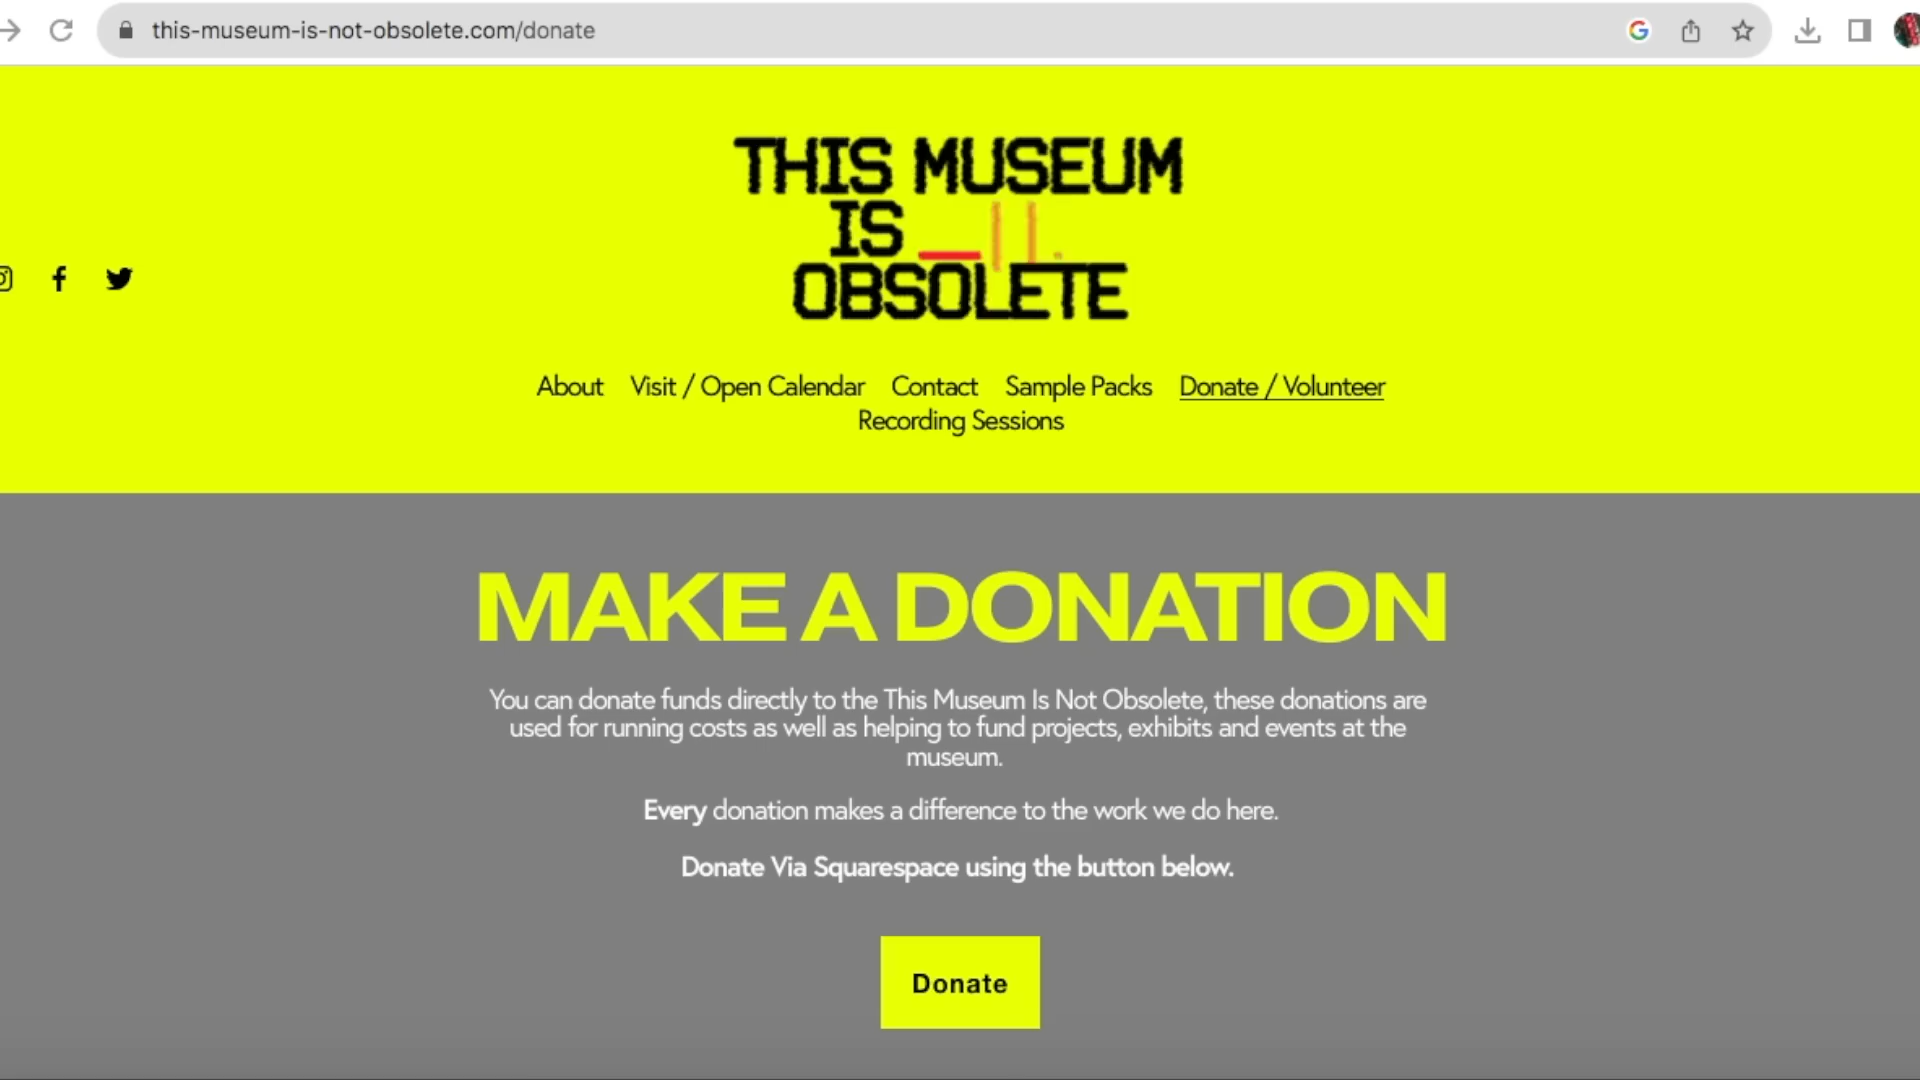 this-museum-is-not-obsolete.com/donate
THIS MUSEUM
IS
OBSOLETE
About Visit / Open Calendar Contact Sample Packs Donate / Volunteer
Recording Sessions
MAKE A DONATION
You can donate funds directly to the This Museum Is Not Obsolete, these donations are
used for running costs as well as helping to fund projects, exhibits and events at the
museum.
Every donation makes a difference to the work we do here.
Donate Via Squarespace using the button below.
Donate